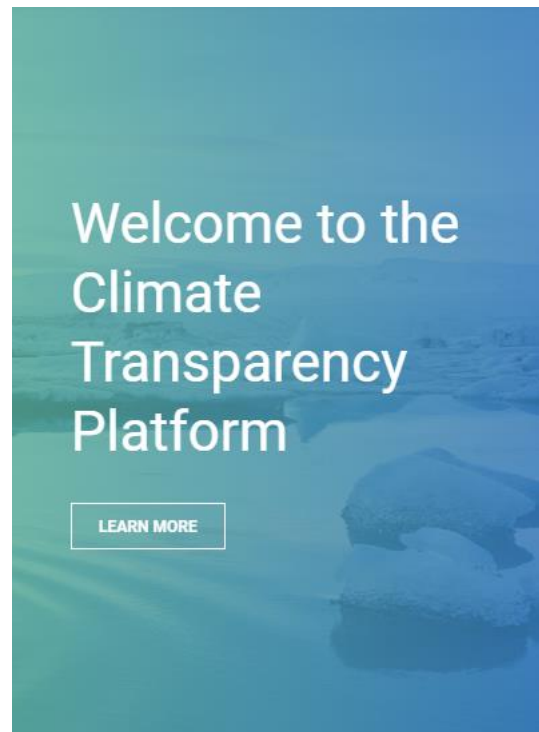 Welcome to the
Climate
Transparency
Platform
LEARN MORE